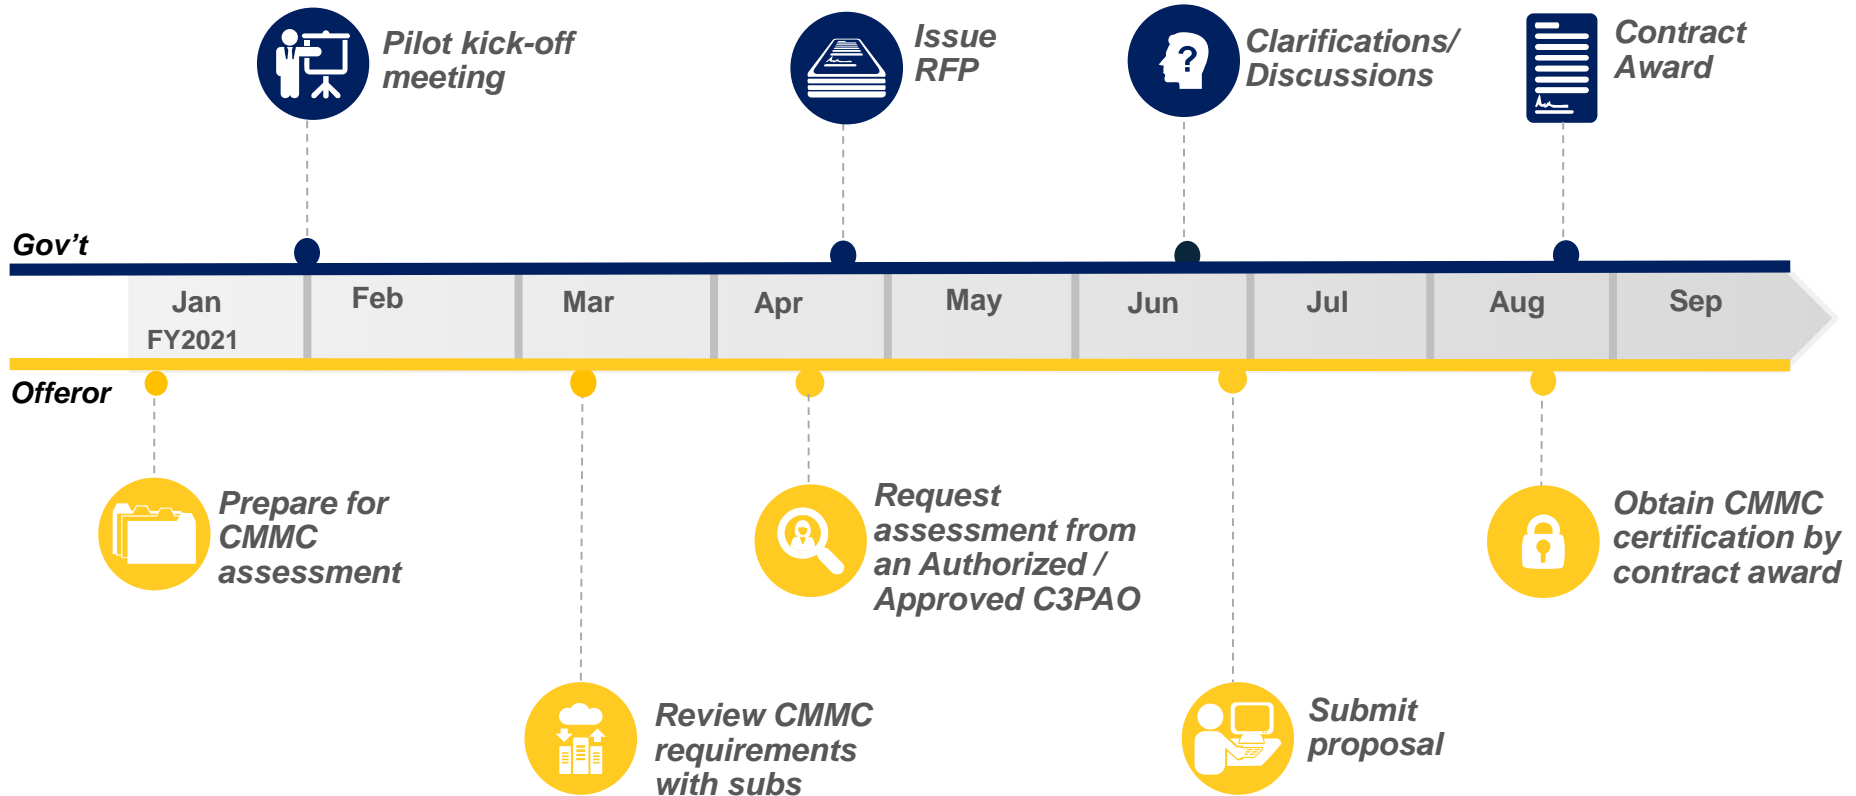 Pilot kick-off
meeting
Issue
RFP
?
Clarifications/
Discussions
Contract
Award
Gov’t
Jan
FY2021
Feb
Mar
Apr
May
Jun
Jul
Aug
Sep
Offeror
Prepare for
CMMC
assessment
Review CMMC
requirements
with subs
Request
assessment from
an Authorized /
Approved C3PAO
Submit
proposal
Obtain CMMC
certification by
contract award